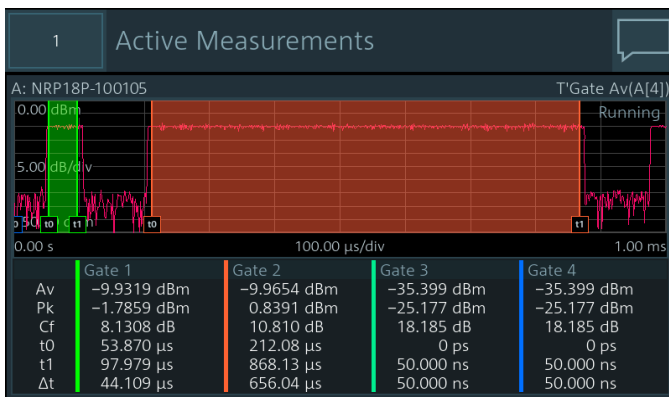 1
Active Measurements
A: NRP18P-100105 T'Gate Av(A[4])
0.00 dBm Running
5.00 dB/div
t0 t1 t0 t1
0.00 s 100.00 µs/div 1.00 ms
Gate 1 Gate 2 Gate 3 Gate 4
Av −9.9319 dBm −9.9654 dBm −35.399 dBm −35.399 dBm
Pk −1.7859 dBm 0.8391 dBm −25.177 dBm −25.177 dBm
Cf 8.1308 dB 10.810 dB 18.185 dB 18.185 dB
t0 53.870 µs 212.08 µs 0 ps 0 ps
t1 97.979 µs 868.13 µs 50.000 ns 50.000 ns
Δt 44.109 µs 656.04 µs 50.000 ns 50.000 ns